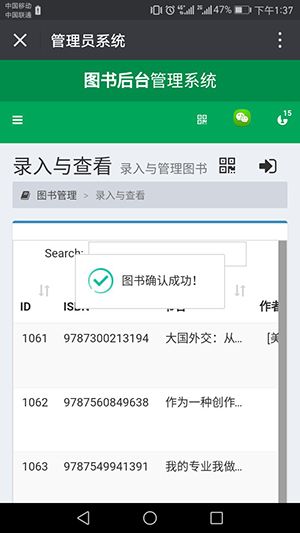 中国移动
中国联通
47% 下午1:37
管理员系统
图书后台管理系统
15
录入与查看 录入与管理图书
图书管理 > 录入与查看
Search:
图书确认成功！
ID ISBN 书名 作者
1061 9787300213194 大国外交：从... [美
1062 9787560849638 作为一种创作...
1063 9787549941391 我的专业我做...